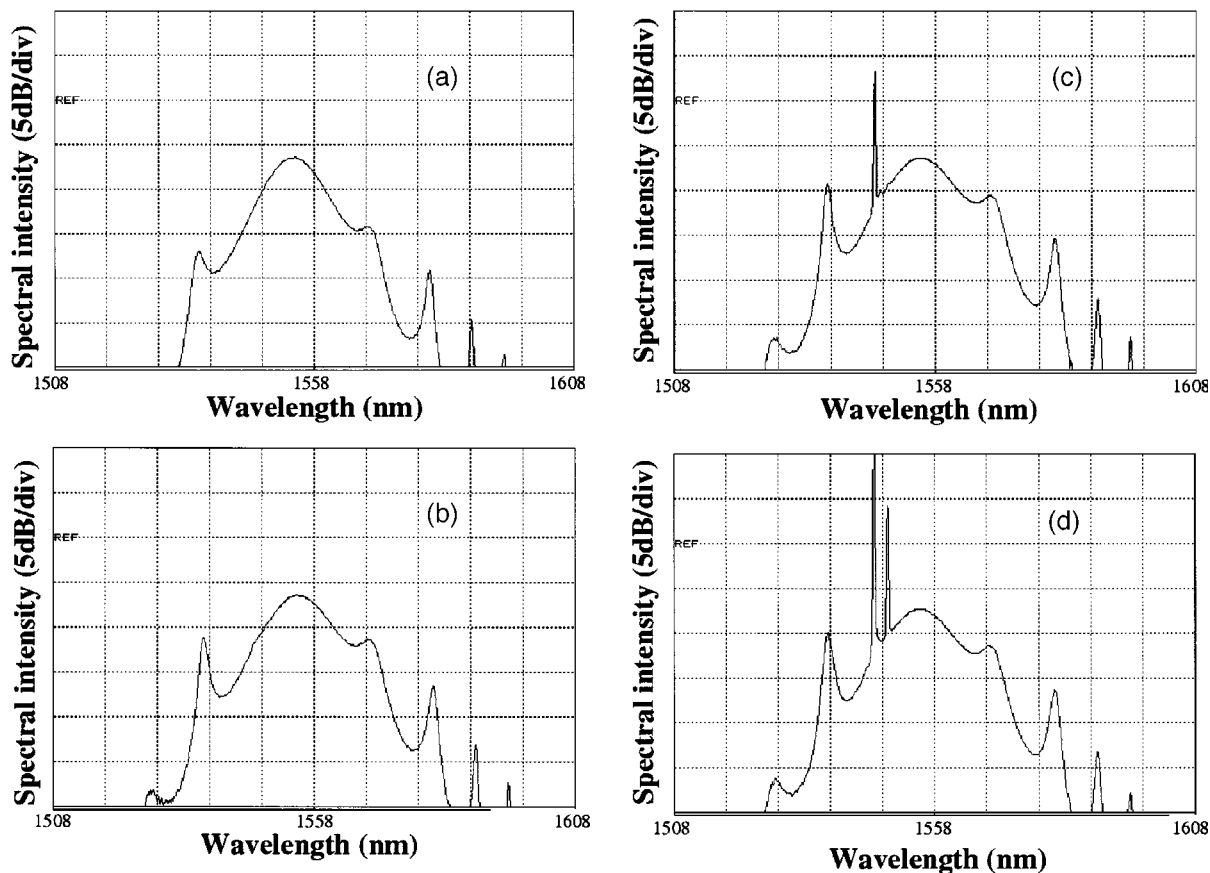 Spectral intensity (5dB/div)
REF
(a)
1508
1558
1608
Wavelength (nm)
Spectral intensity (5dB/div)
REF
(c)
1508
1558
1608
Wavelength (nm)
Spectral intensity (5dB/div)
REF
(b)
1508
1558
1608
Wavelength (nm)
Spectral intensity (5dB/div)
REF
(d)
1508
1558
1608
Wavelength (nm)